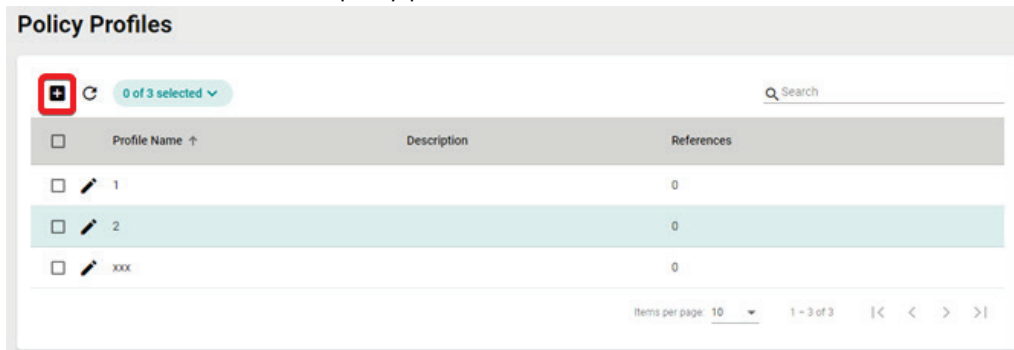 Policy Profiles
0 of 3 selected
Search
Profile Name ↑ Description References
1 0
2 0
xxx 0
Items per page: 10 1 – 3 of 3